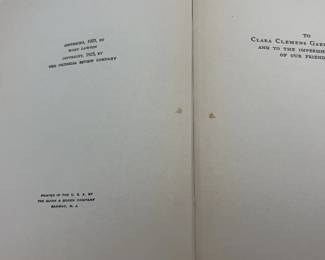 COPYRIGHT, 1925, BY
MARY LAWTON
COPYRIGHT, 1925, BY
THE PICTORIAL REVIEW COMPANY
PRINTED IN THE U. S. A. BY
THE QUINN & BODEN COMPANY
RAHWAY, N. J.
TO
CLARA CLEMENS
AND TO THE
OF OUR FRIEND